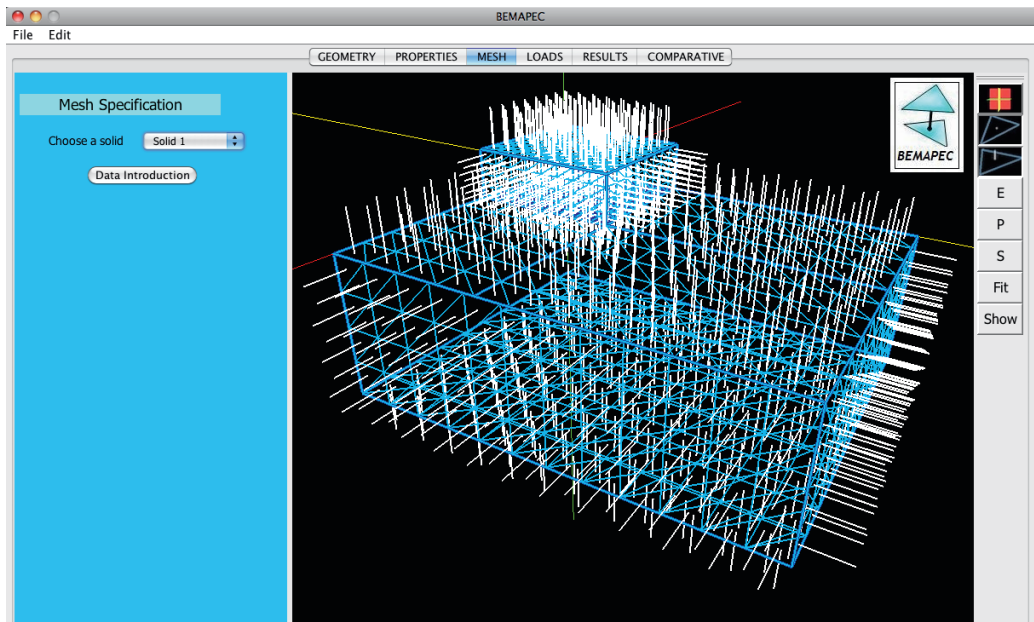 BEMAPEC
File Edit
GEOMETRY PROPERTIES MESH LOADS RESULTS COMPARATIVE
Mesh Specification
Choose a solid Solid 1
Data Introduction
BEMAPEC
E
P
S
Fit
Show